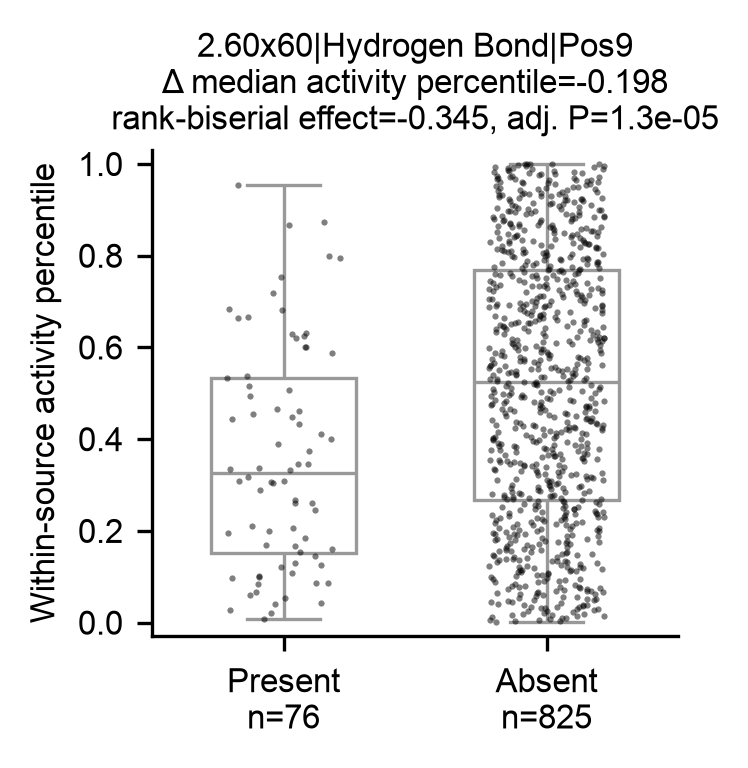 2.60x60|Hydrogen Bond|Pos9
Δ median activity percentile=-0.198
rank-biserial effect=-0.345, adj. P=1.3e-05
Within-source activity percentile
1.0
0.8
0.6
0.4
0.2
0.0
Present
n=76
Absent
n=825